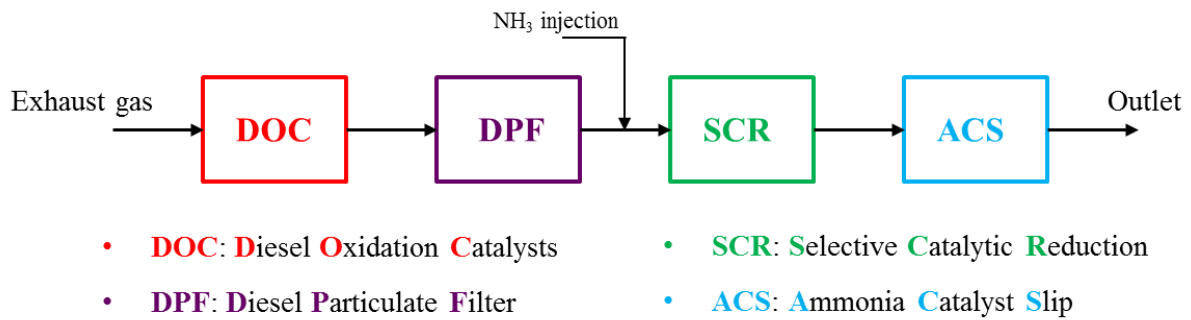 NH₃ injection
Exhaust gas
Outlet
DOC
DPF
SCR
ACS
• DOC: Diesel Oxidation Catalysts
• DPF: Diesel Particulate Filter
• SCR: Selective Catalytic Reduction
• ACS: Ammonia Catalyst Slip